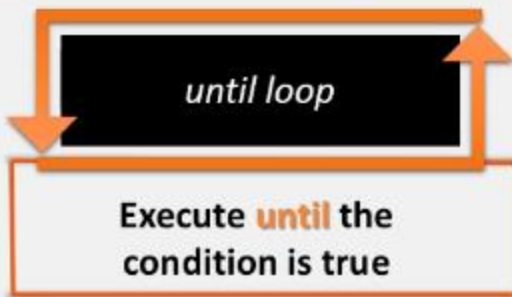 until loop
Execute until the
condition is true